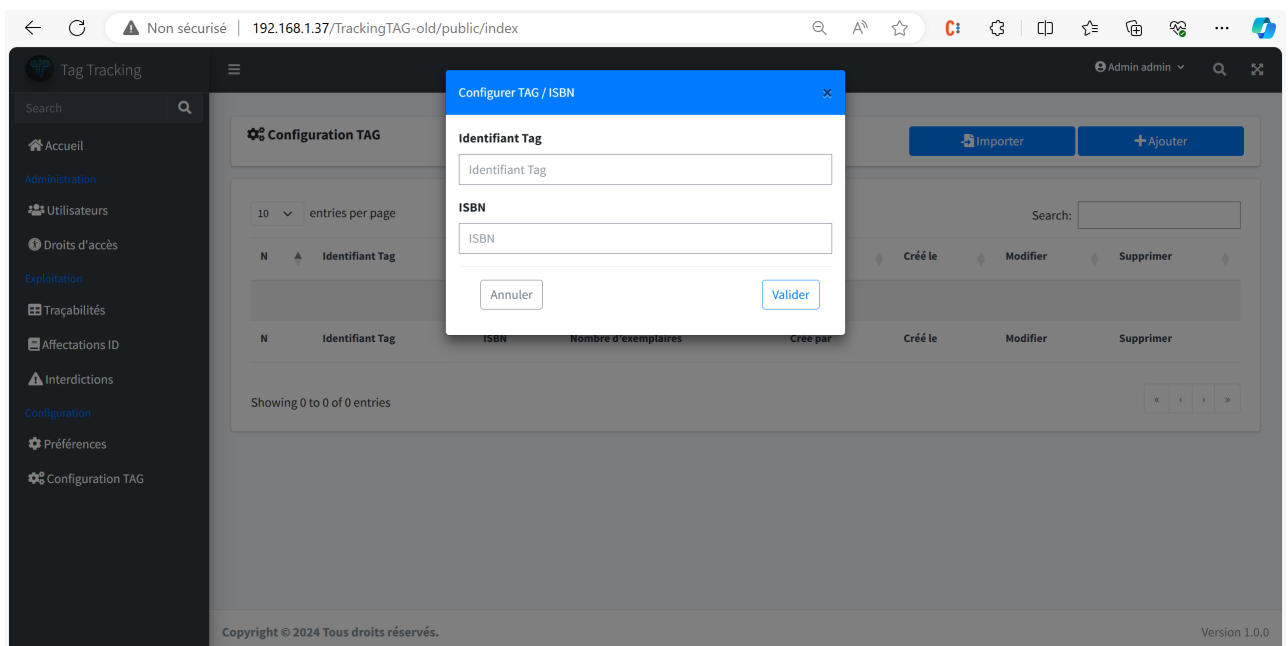 Non sécurisé | 192.168.1.37/TrackingTAG-old/public/index
Tag Tracking
Admin admin
Search
Configurer TAG / ISBN ×
Configuration TAG
Importer
Ajouter
Identifiant Tag
Identifiant Tag
ISBN
ISBN
Annuler
Valider
Accueil
Administration
Utilisateurs
Droits d'accès
Exploitation
Traçabilités
Affectations ID
Interdictions
Configuration
Préférences
Configuration TAG
10 entries per page
Search:
N Identifiant Tag Créé le Modifier Supprimer
N Identifiant Tag ISBN Nombre d'exemplaires Créé par Créé le Modifier Supprimer
Showing 0 to 0 of 0 entries
« ‹ › »
Copyright © 2024 Tous droits réservés.
Version 1.0.0